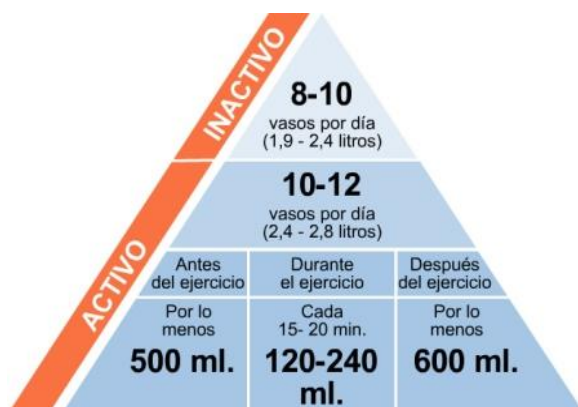 INACTIVO
8-10
vasos por día
(1,9 - 2,4 litros)
ACTIVO
10-12
vasos por día
(2,4 - 2,8 litros)
Antes
del ejercicio
Durante
el ejercicio
Después
del ejercicio
Por lo
menos
500 ml.
Cada
15- 20 min.
120-240
ml.
Por lo
menos
600 ml.